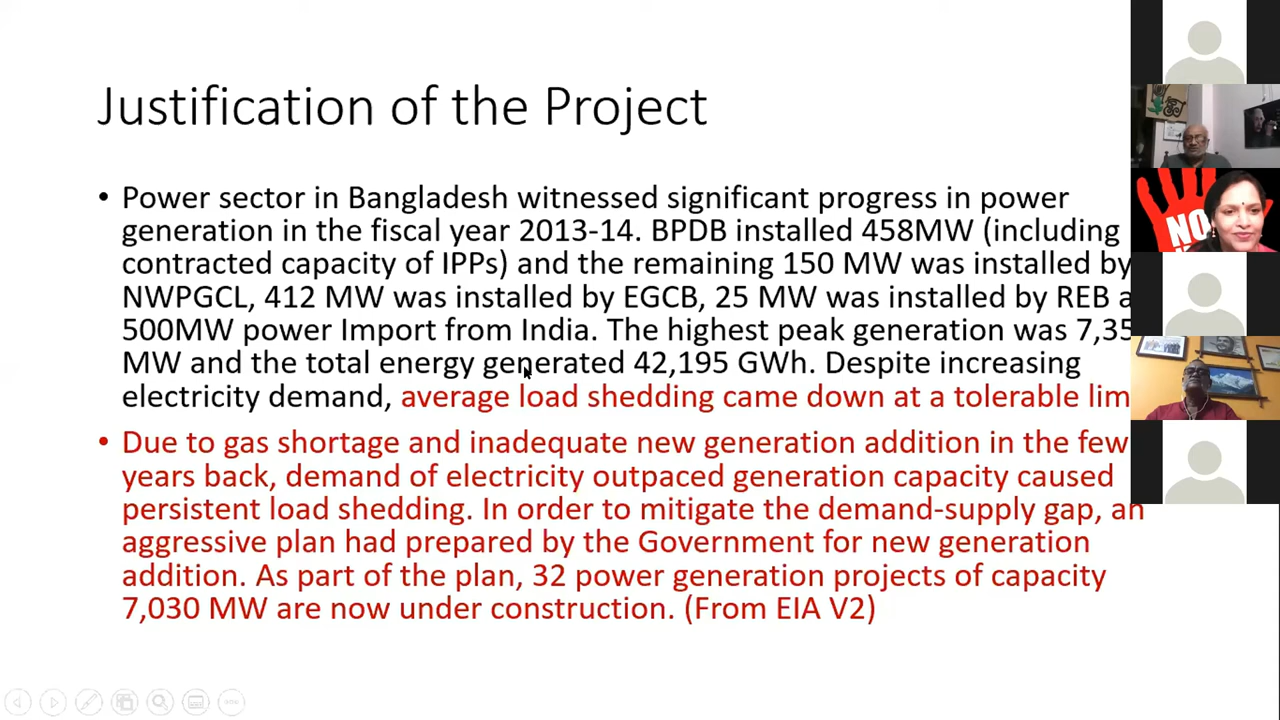 Justification of the Project
• Power sector in Bangladesh witnessed significant progress in power
generation in the fiscal year 2013-14. BPDB installed 458MW (including
contracted capacity of IPPs) and the remaining 150 MW was installed by
NWPGCL, 412 MW was installed by EGCB, 25 MW was installed by REB
500MW power Import from India. The highest peak generation was
MW and the total energy generated 42,195 GWh. Despite increasing
electricity demand, average load shedding came down at a tolerable
• Due to gas shortage and inadequate new generation addition in the few
years back, demand of electricity outpaced generation capacity caused
persistent load shedding. In order to mitigate the demand-supply gap, an
aggressive plan had prepared by the Government for new generation
addition. As part of the plan, 32 power generation projects of capacity
7,030 MW are now under construction. (From EIA V2)
NO